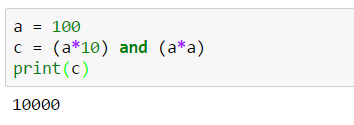 a = 100
c = (a*10) and (a*a)
print(c)
10000